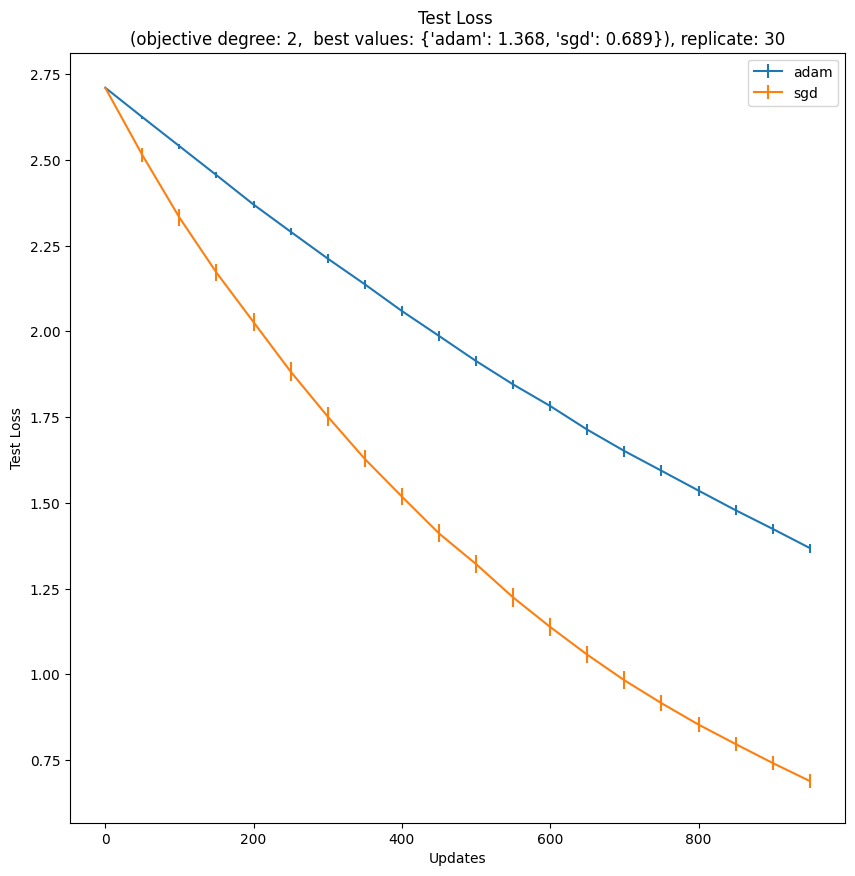 Test Loss
(objective degree: 2,  best values: {'adam': 1.368, 'sgd': 0.689}), replicate: 30
adam
sgd
2.75
2.50
2.25
2.00
1.75
1.50
1.25
1.00
0.75
Test Loss
0
200
400
600
800
Updates